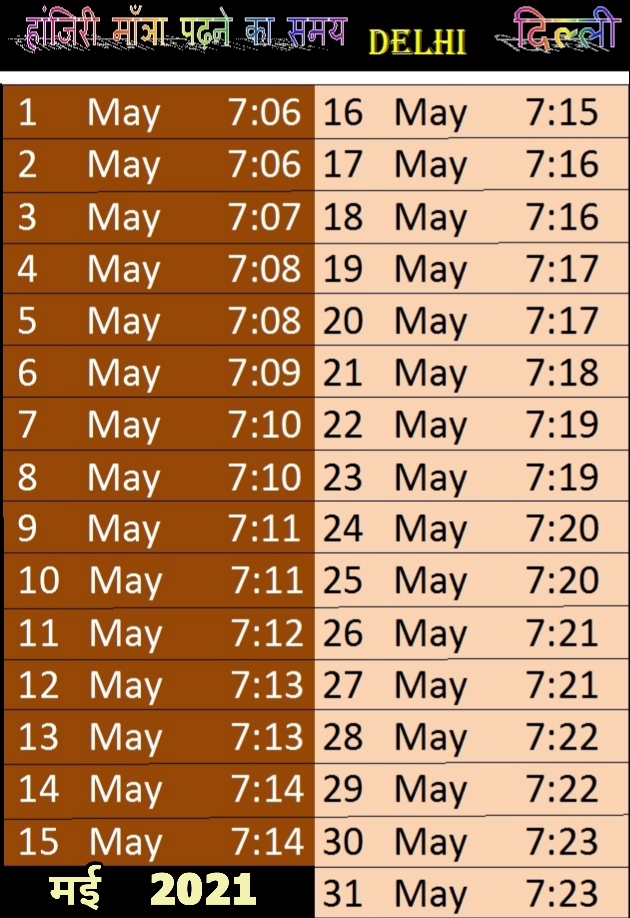 हांजिरी माँत्रा पढ़ने का समय DELHI दिल्ली
1 May 7:06 16 May 7:15
2 May 7:06 17 May 7:16
3 May 7:07 18 May 7:16
4 May 7:08 19 May 7:17
5 May 7:08 20 May 7:17
6 May 7:09 21 May 7:18
7 May 7:10 22 May 7:19
8 May 7:10 23 May 7:19
9 May 7:11 24 May 7:20
10 May 7:11 25 May 7:20
11 May 7:12 26 May 7:21
12 May 7:13 27 May 7:21
13 May 7:13 28 May 7:22
14 May 7:14 29 May 7:22
15 May 7:14 30 May 7:23
मई 2021 31 May 7:23